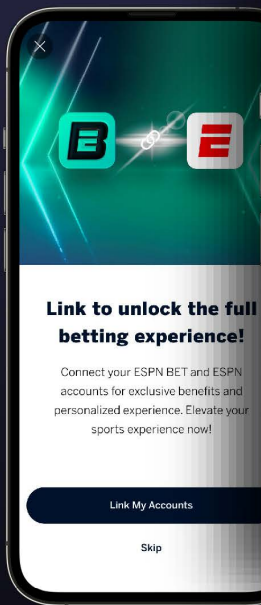 Link to unlock the full
betting experience!
Connect your ESPN BET and ESPN
accounts for exclusive benefits and
personalized experience. Elevate your
sports experience now!
Link My Accounts
Skip